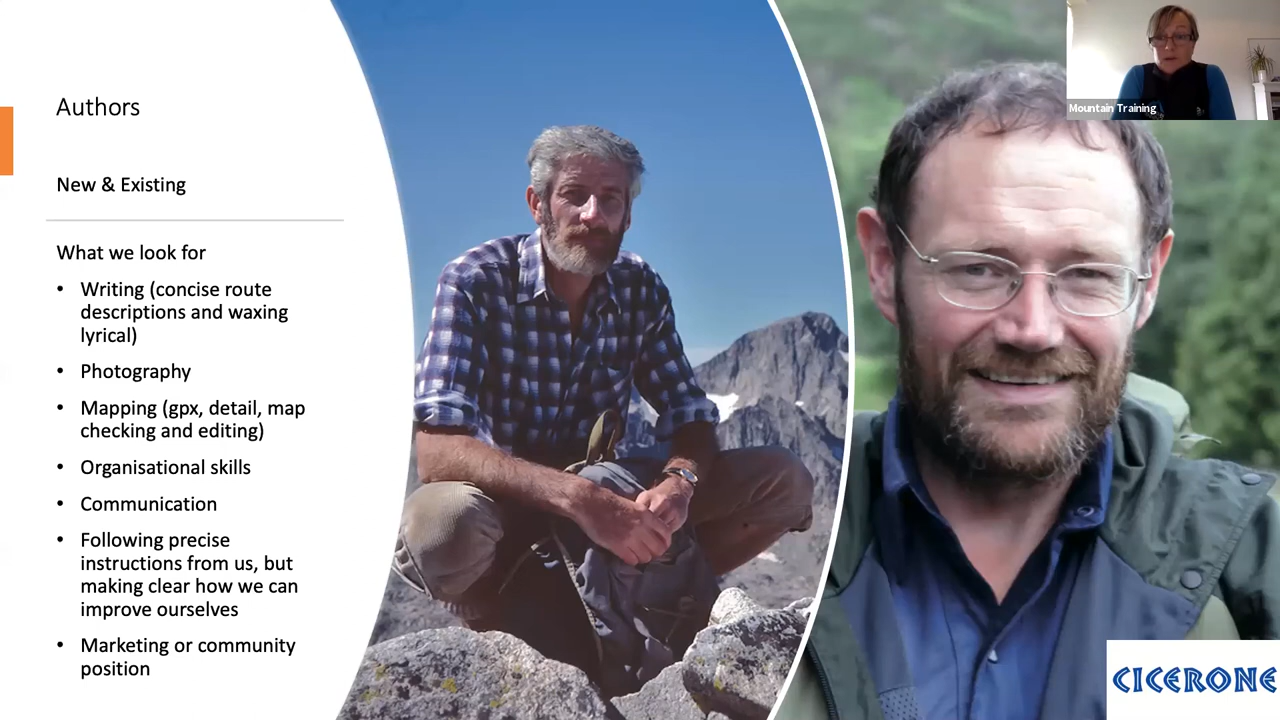 Authors
New & Existing
What we look for
• Writing (concise route
descriptions and waxing
lyrical)
• Photography
• Mapping (gpx, detail, map
checking and editing)
• Organisational skills
• Communication
• Following precise
instructions from us, but
making clear how we can
improve ourselves
• Marketing or community
position
Mountain Training
CICERONE